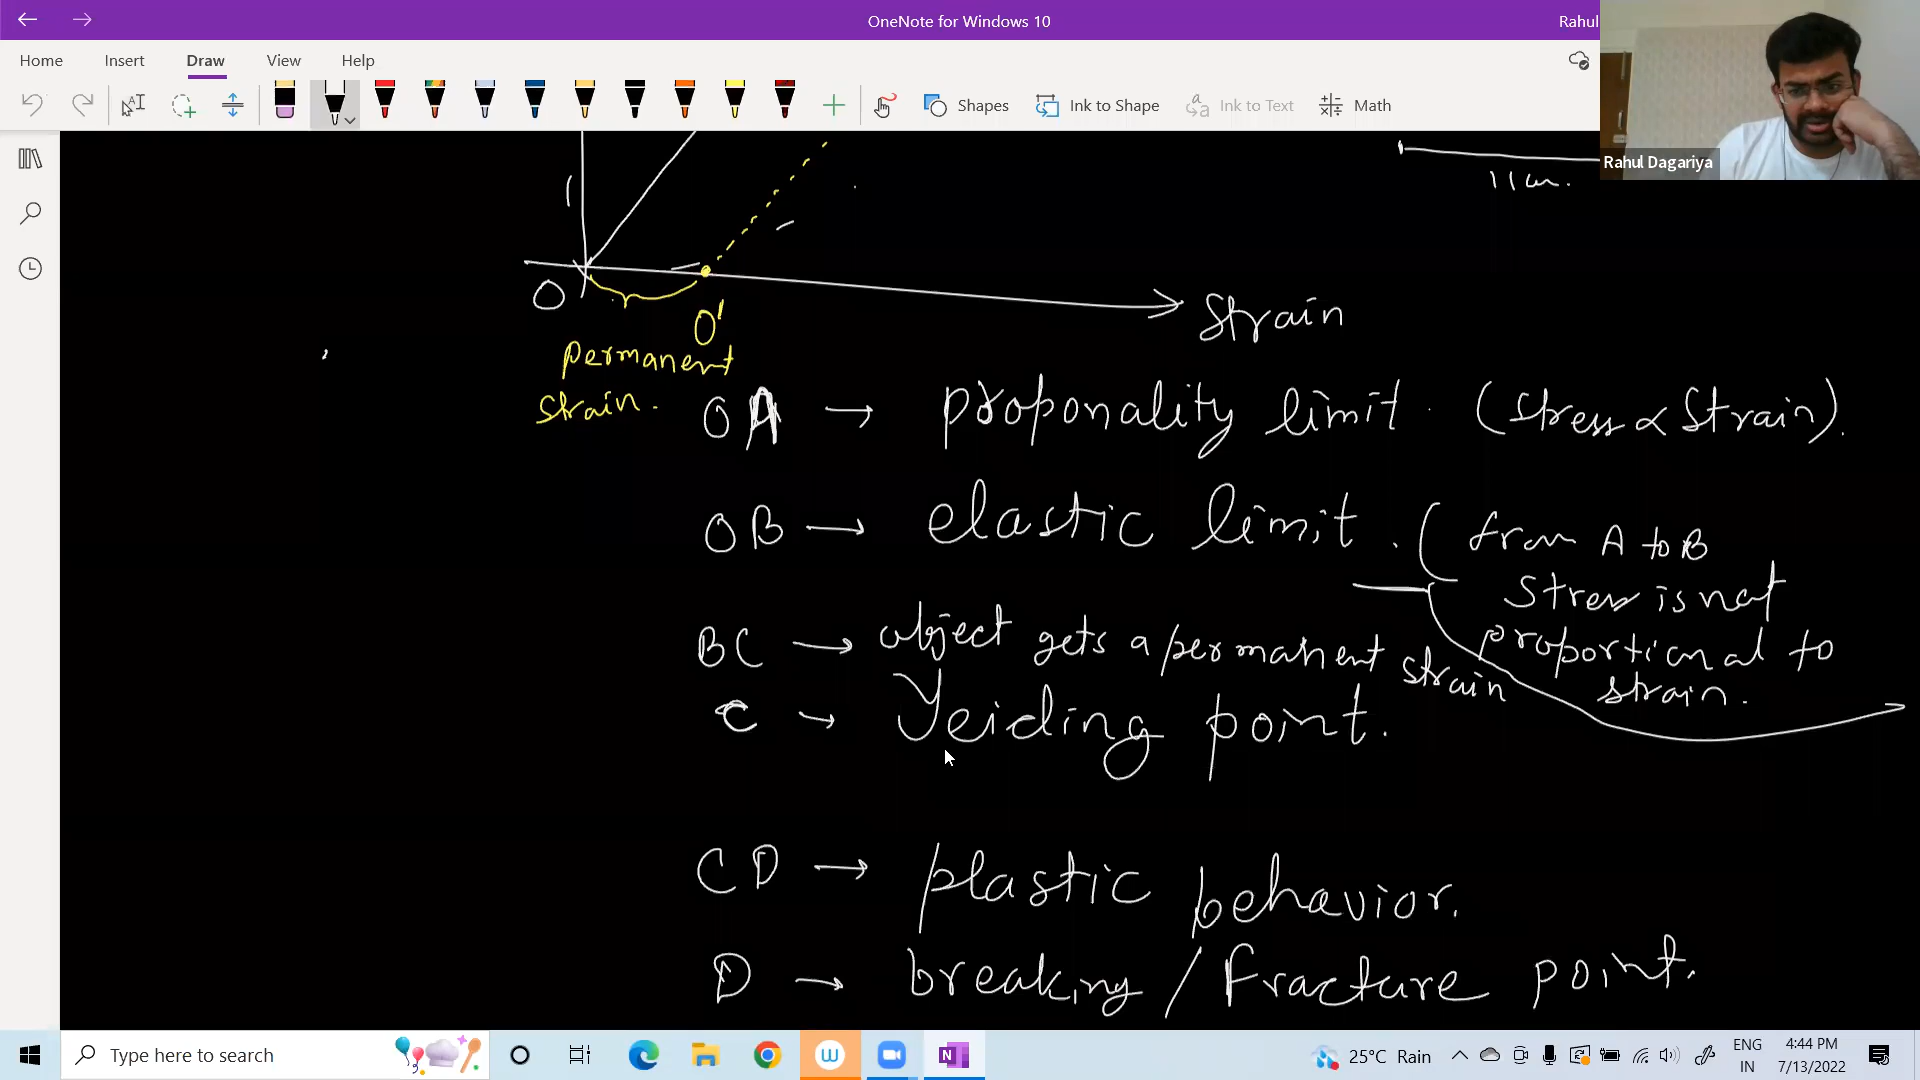 OneNote for Windows 10
Rahul
Home Insert Draw View Help
Shapes Ink to Shape Ink to Text Math
Rahul Dagariya
11 cm.
O
O'
Strain
permanent
strain.
OA → proponality limit. (Stress ∝ Strain).
OB → elastic limit. (from A to B
Stress is not
proportional to
strain.
BC → object gets a permanent strain
C → Yeilding point.
CD → plastic behavior.
D → breaking / Fracture point.
Type here to search
25°C Rain
ENG
IN
4:44 PM
7/13/2022